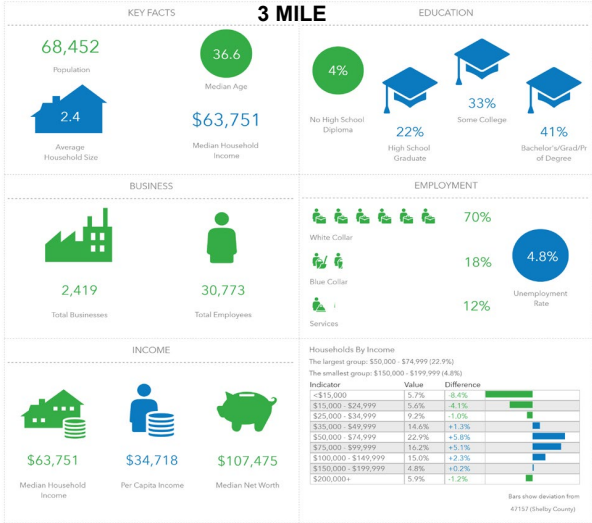 3 MILE
KEY FACTS
68,452
Population
36.6
Median Age
2.4
Average
Household Size
$63,751
Median Household
Income
EDUCATION
4%
No High School
Diploma
22%
High School
Graduate
33%
Some College
41%
Bachelor's/Grad/Pr
of Degree
BUSINESS
2,419
Total Businesses
30,773
Total Employees
EMPLOYMENT
70%
White Collar
18%
Blue Collar
12%
Services
4.8%
Unemployment
Rate
INCOME
$63,751
Median Household
Income
$34,718
Per Capita Income
$107,475
Median Net Worth
Households By Income
The largest group: $50,000 - $74,999 (22.9%)
The smallest group: $150,000 - $199,999 (4.8%)
Indicator Value Difference
<$15,000 5.7% -8.4%
$15,000 - $24,999 5.6% -4.1%
$25,000 - $34,999 9.2% -1.0%
$35,000 - $49,999 14.6% +1.3%
$50,000 - $74,999 22.9% +5.8%
$75,000 - $99,999 16.2% +5.1%
$100,000 - $149,999 15.0% +2.3%
$150,000 - $199,999 4.8% +0.2%
$200,000+ 5.9% -1.2%
Bars show deviation from
47157 (Shelby County)